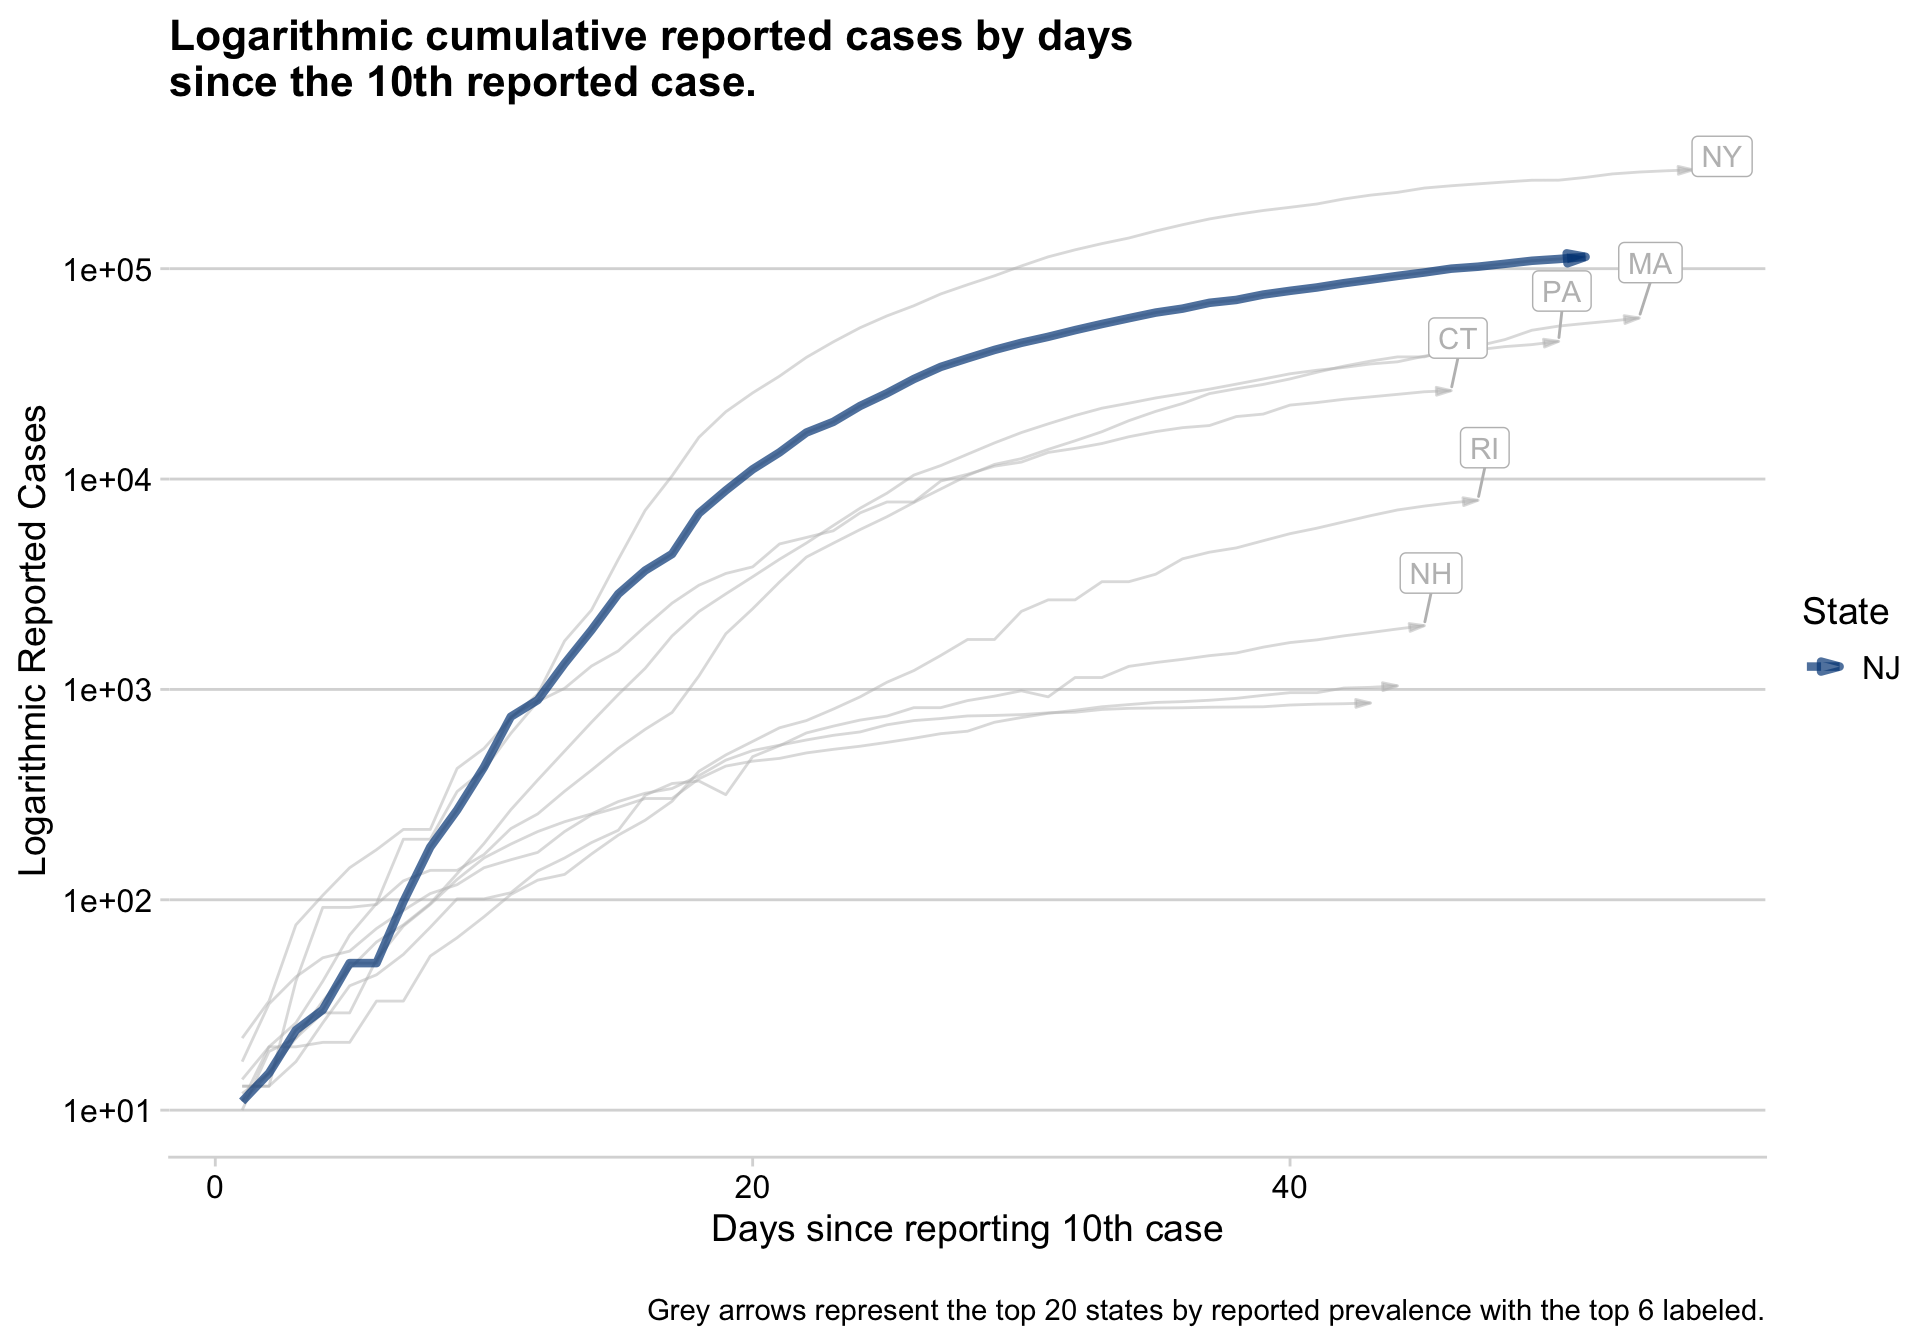 Logarithmic cumulative reported cases by days
since the 10th reported case.
NY
MA
PA
CT
RI
NH
1e+05
1e+04
1e+03
1e+02
1e+01
Logarithmic Reported Cases
0
20
40
Days since reporting 10th case
State
NJ
Grey arrows represent the top 20 states by reported prevalence with the top 6 labeled.